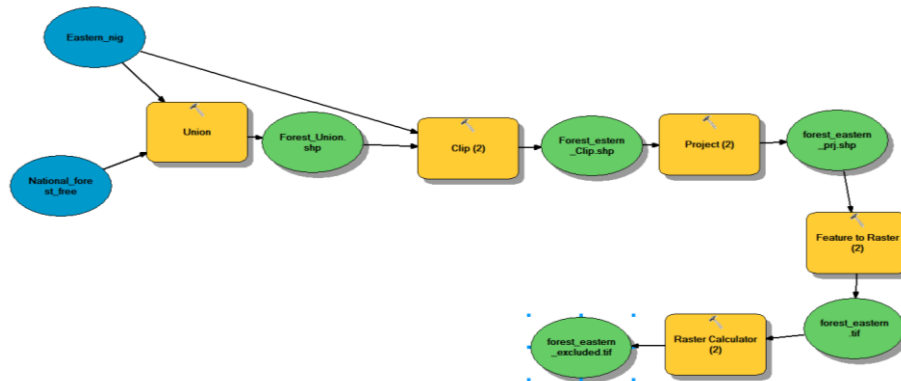 Eastern_nig
Union
Forest_Union.
shp
Clip (2)
Forest_estern
_Clip.shp
Project (2)
forest_eastern
_prj.shp
National_fore
st_free
Feature to Raster
(2)
forest_eastern
.tif
Raster Calculator
(2)
forest_eastern
_excluded.tif